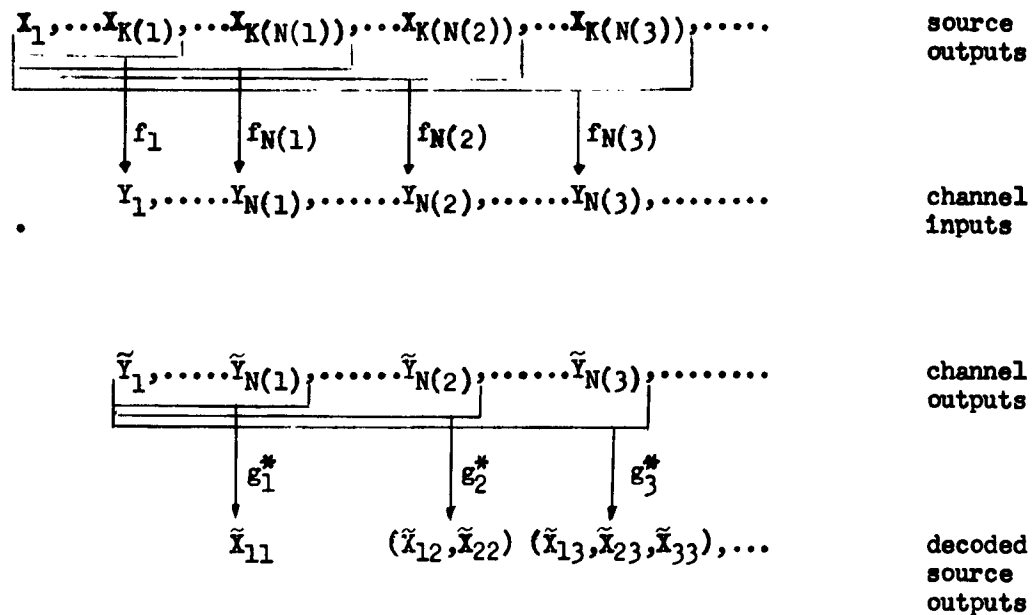 X1,...XK(1),...XK(N(1)),...XK(N(2)),...XK(N(3)),..... source
outputs
f1 fN(1) fN(2) fN(3)
Y1,.....YN(1),......YN(2),......YN(3),........ channel
inputs
Ỹ1,.....ỸN(1),......ỸN(2),......ỸN(3),........ channel
outputs
g*1 g*2 g*3
X̃11 (X̃12,X̃22) (X̃13,X̃23,X̃33),... decoded
source
outputs